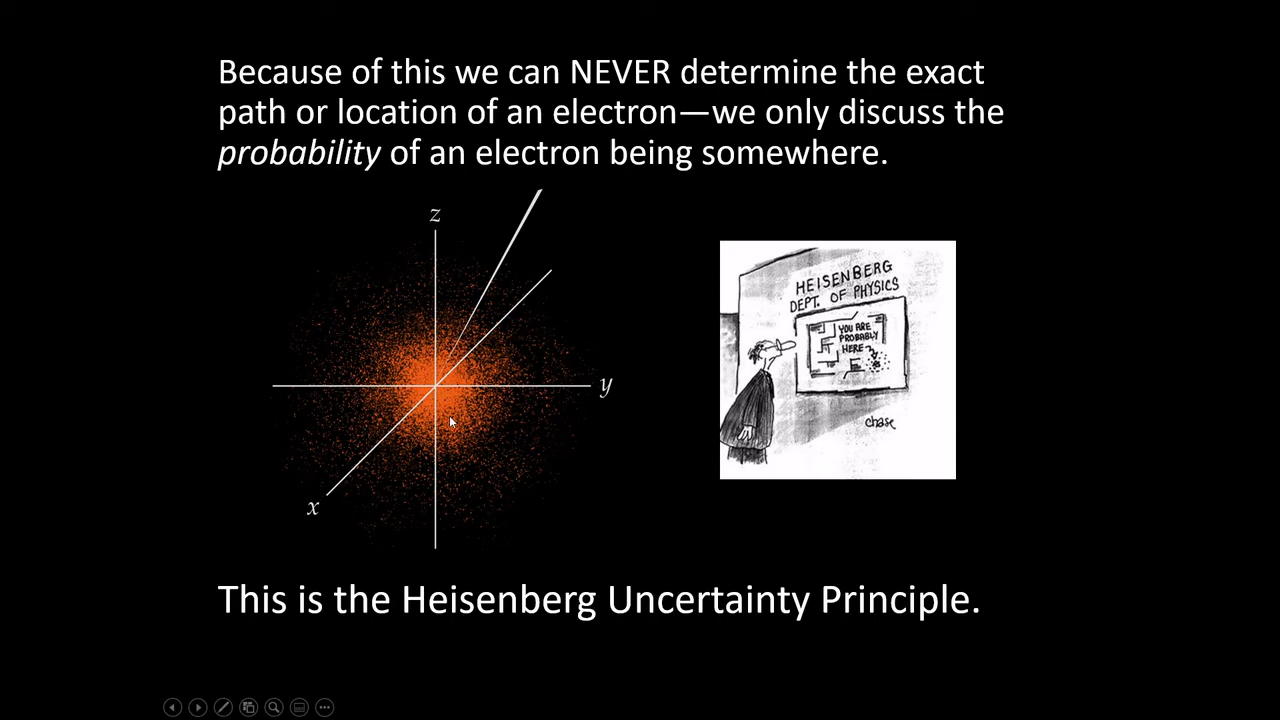 Because of this we can NEVER determine the exact
path or location of an electron—we only discuss the
probability of an electron being somewhere.
z
y
x
HEISENBERG
DEPT. OF PHYSICS
YOU ARE
PROBABLY
HERE
chase
This is the Heisenberg Uncertainty Principle.